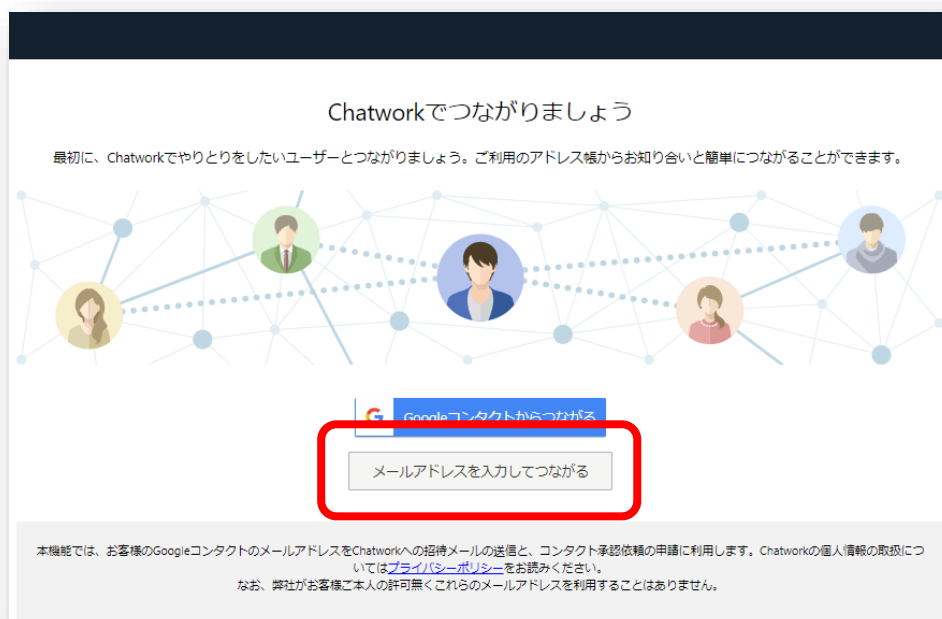 Chatworkでつながりましょう
最初に、Chatworkでやりとりをしたいユーザーとつながりましょう。ご利用のアドレス帳からお知り合いと簡単につながることができます。
Googleコンタクトからつながる
メールアドレスを入力してつながる
本機能では、お客様のGoogleコンタクトのメールアドレスをChatworkへの招待メールの送信と、コンタクト承認依頼の申請に利用します。Chatworkの個人情報の取扱につ
いてはプライバシーポリシーをお読みください。
なお、弊社がお客様ご本人の許可無くこれらのメールアドレスを利用することはありません。